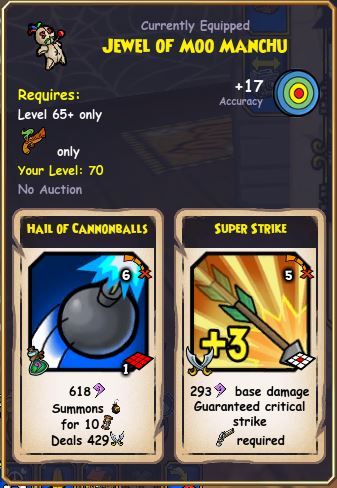 Currently Equipped
JEWEL OF MOO MANCHU
+17
Accuracy
Requires:
Level 65+ only
only
Your Level: 70
No Auction
HAIL OF CANNONBALLS
6
1
618
Summons
for 10
Deals 429
SUPER STRIKE
5
+3
293 base damage
Guaranteed critical
strike
required